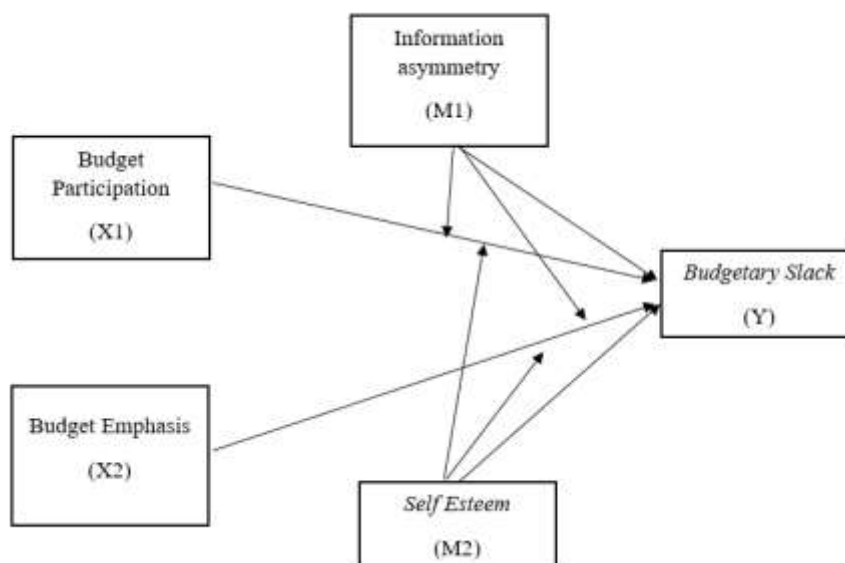 Information
asymmetry
(M1)
Budget
Participation
(X1)
Budgetary Slack
(Y)
Budget Emphasis
(X2)
Self Esteem
(M2)